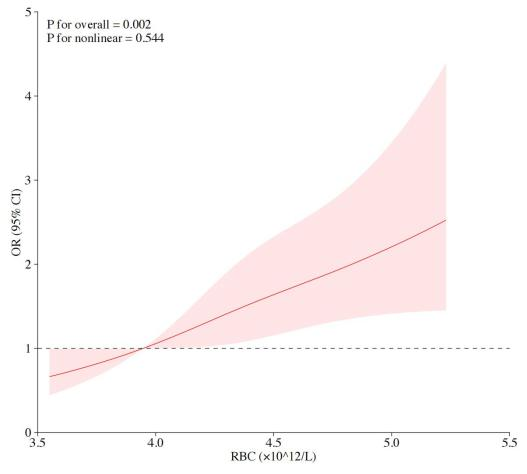 P for overall = 0.002
P for nonlinear = 0.544
OR (95% CI)
5
4
3
2
1
0
3.5 4.0 4.5 5.0 5.5
RBC (×10^12/L)